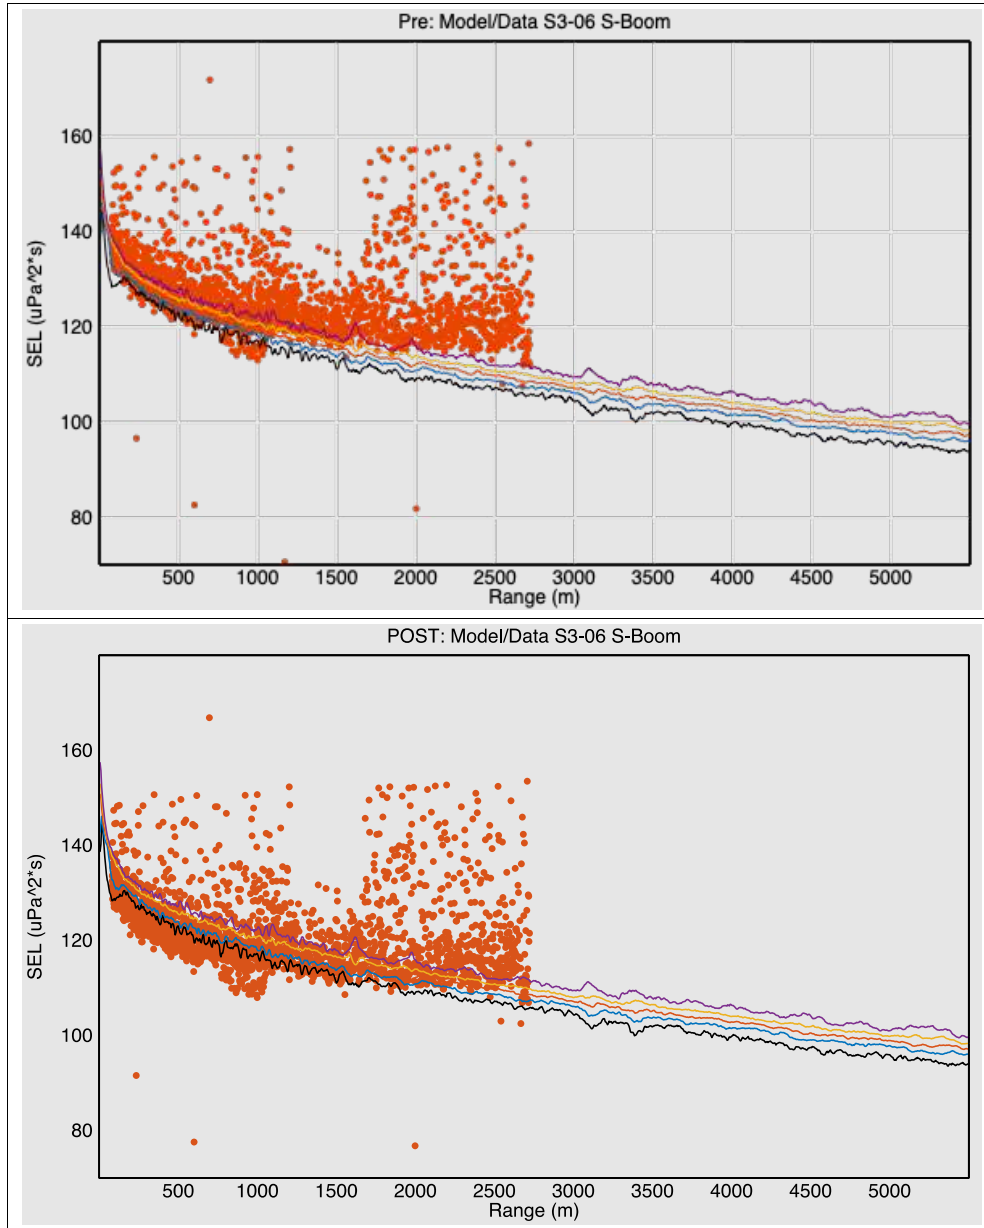 Pre: Model/Data S3-06 S-Boom
160
140
120
100
80
SEL (uPa^2*s)
500 1000 1500 2000 2500 3000 3500 4000 4500 5000
Range (m)
POST: Model/Data S3-06 S-Boom
160
140
120
100
80
SEL (uPa^2*s)
500 1000 1500 2000 2500 3000 3500 4000 4500 5000
Range (m)